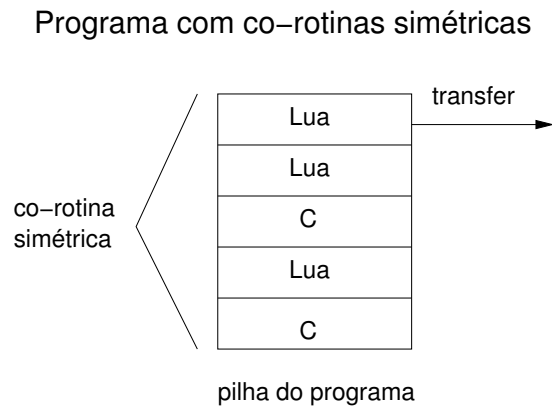 Programa com co−rotinas simétricas
transfer
Lua
Lua
C
Lua
C
co−rotina
simétrica
pilha do programa